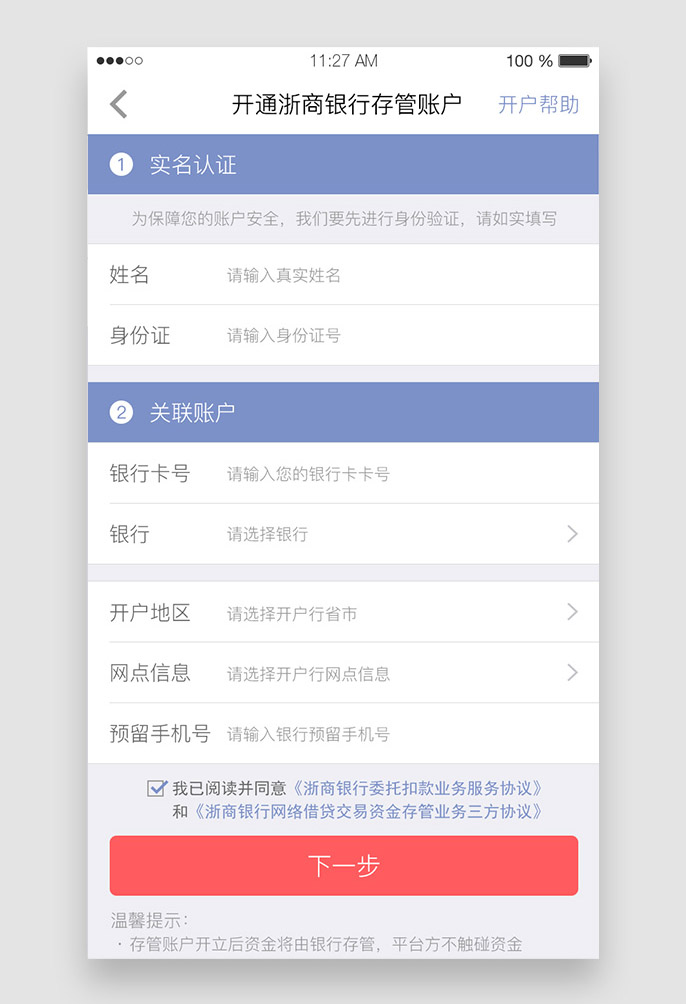 11:27 AM 100 %
开通浙商银行存管账户 开户帮助
1 实名认证
为保障您的账户安全，我们要先进行身份验证，请如实填写
姓名 请输入真实姓名
身份证 请输入身份证号
2 关联账户
银行卡号 请输入您的银行卡卡号
银行 请选择银行
开户地区 请选择开户行省市
网点信息 请选择开户行网点信息
预留手机号 请输入银行预留手机号
我已阅读并同意《浙商银行委托扣款业务服务协议》
和《浙商银行网络借贷交易资金存管业务三方协议》
下一步
温馨提示：
· 存管账户开立后资金将由银行存管，平台方不触碰资金